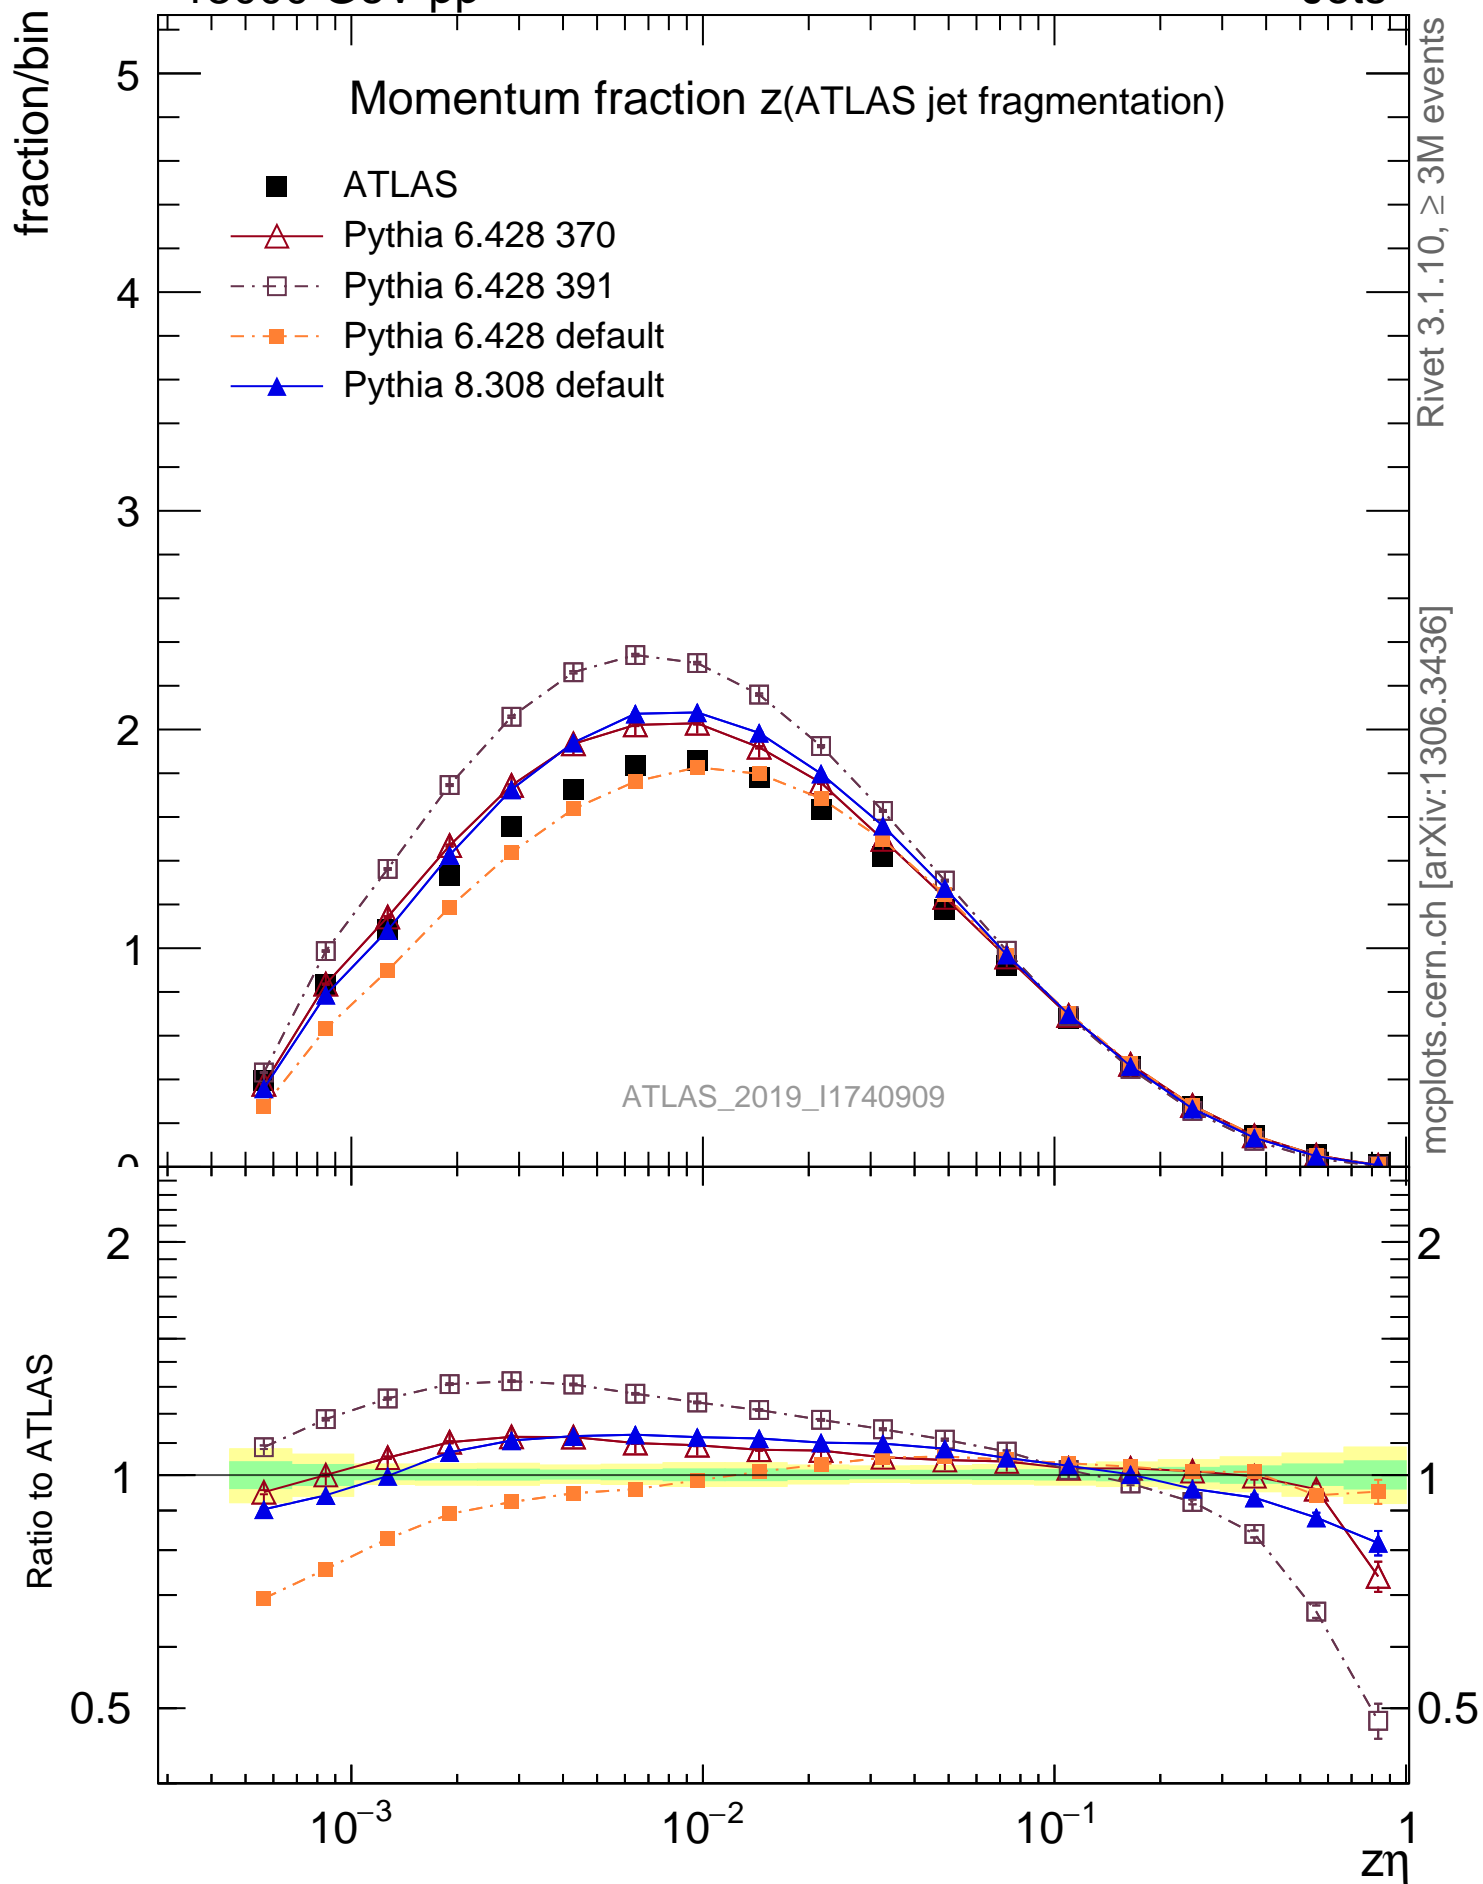 fraction/bin
Momentum fraction z(ATLAS jet fragmentation)
ATLAS
Pythia 6.428 370
Pythia 6.428 391
Pythia 6.428 default
Pythia 8.308 default
5
4
3
2
1
0
ATLAS_2019_I1740909
Rivet 3.1.10, ≥ 3M events
mcplots.cern.ch [arXiv:1306.3436]
Ratio to ATLAS
2
1
0.5
2
1
0.5
10⁻³ 10⁻² 10⁻¹ 1
zη